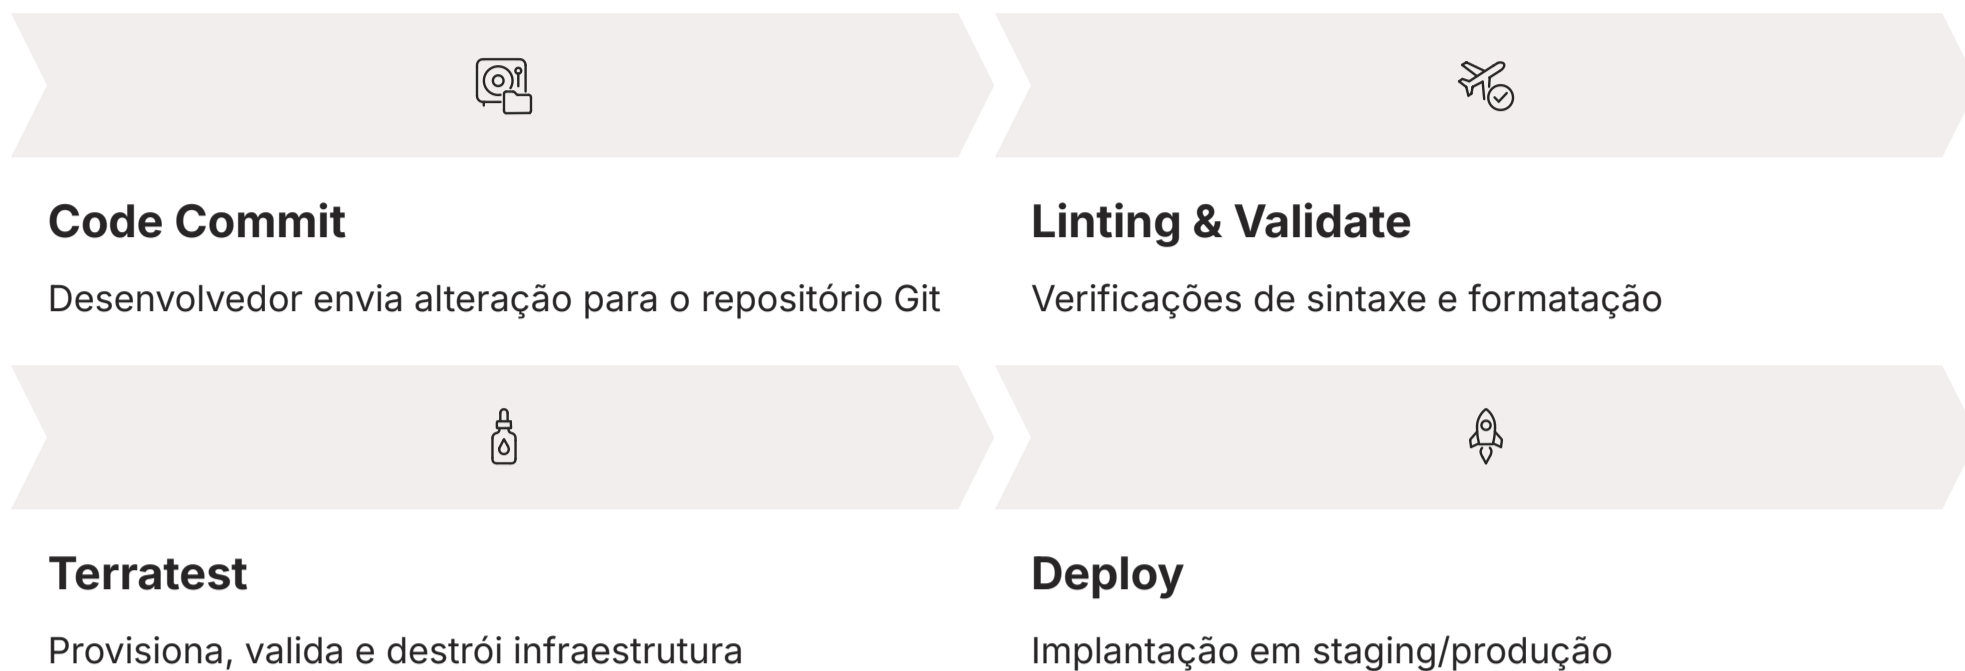 Code Commit
Desenvolvedor envia alteração para o repositório Git
Linting & Validate
Verificações de sintaxe e formatação
Terratest
Provisiona, valida e destrói infraestrutura
Deploy
Implantação em staging/produção